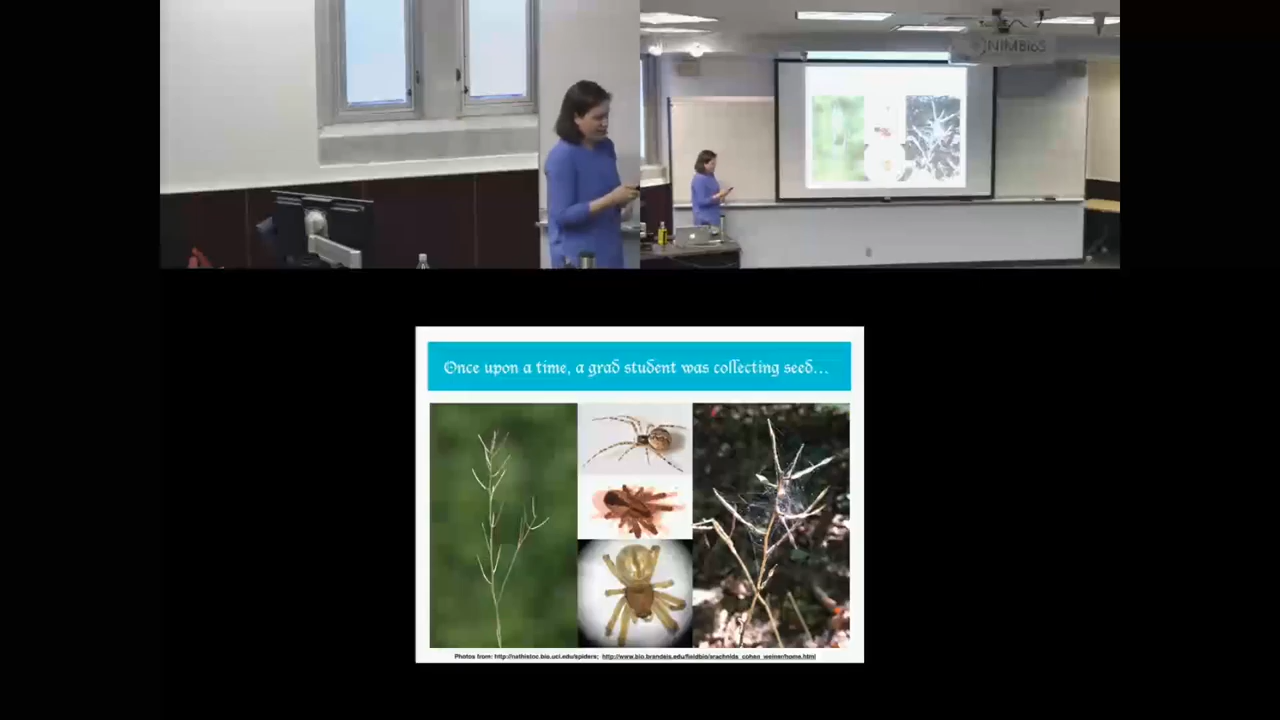 NIMBioS
Once upon a time, a grad student was collecting seed...
Photos from: http://nathistoc.bio.uci.edu/spiders; http://www.bio.brandeis.edu/fieldbio/arachnids_cohen_weiner/home.html